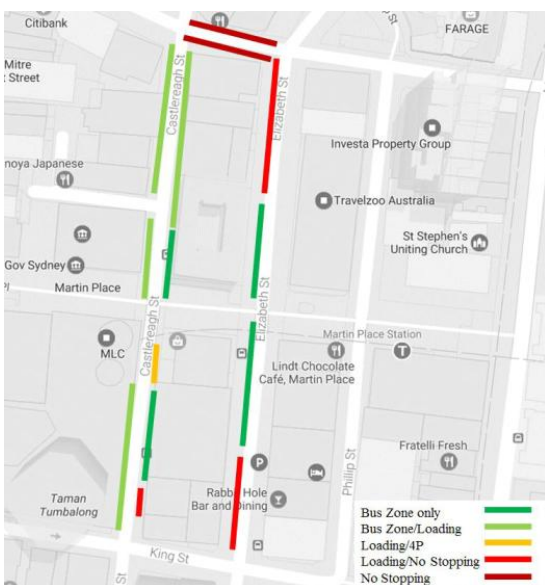 Citibank
FARAGE
Mitre
t Street
Castlereagh St
Elizabeth St
Investa Property Group
noya Japanese
Travelzoo Australia
St Stephen's
Uniting Church
Gov Sydney
Martin Place
Pl
Castlereagh St
Elizabeth St
Martin Place Station
MLC
T
Lindt Chocolate
Café, Martin Place
Phillip St
Fratelli Fresh
P
Taman
Tumbalong
Rabbit Hole
Bar and Dining
King St
St
Bus Zone only
Bus Zone/Loading
Loading/4P
Loading/No Stopping
No Stopping